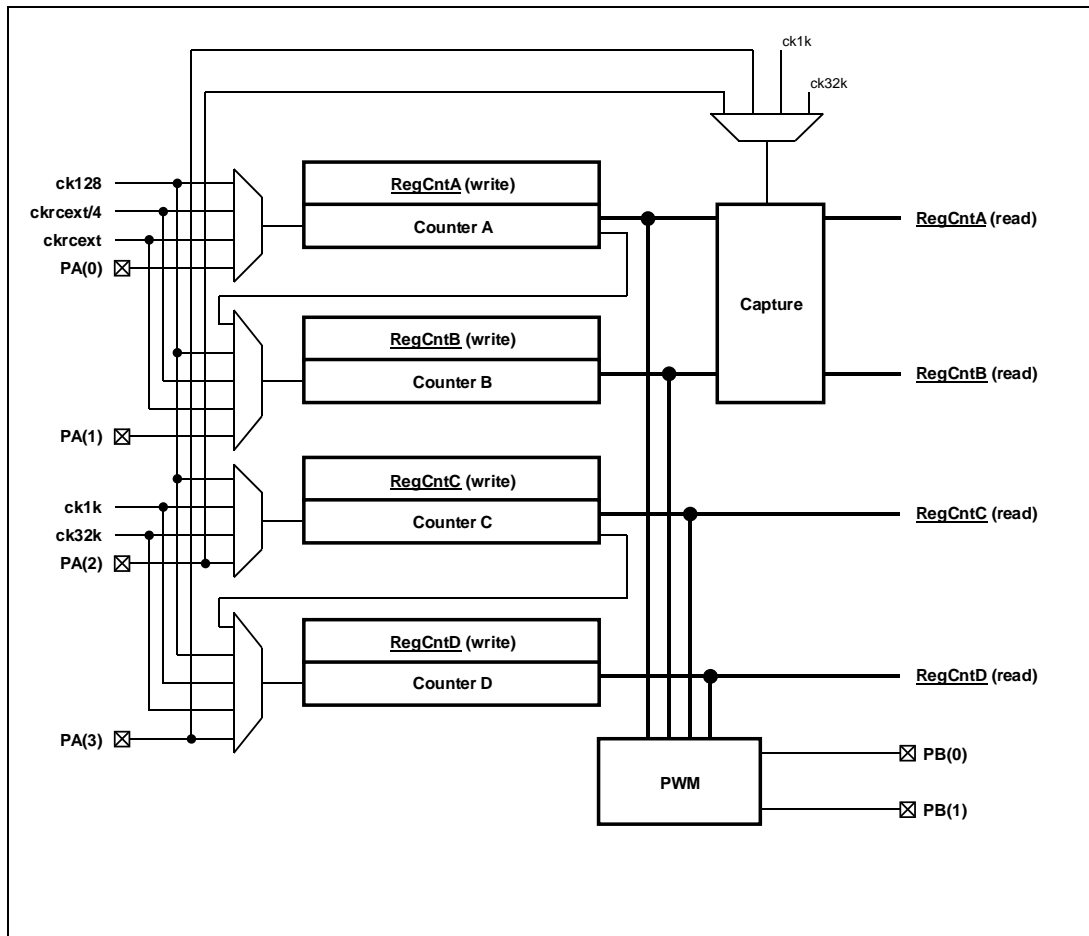 ck1k
ck32k
ck128
RegCntA (write)
ckrcext/4
Counter A
RegCntA (read)
ckrcext
PA(0)
Capture
RegCntB (write)
Counter B
RegCntB (read)
PA(1)
RegCntC (write)
ck1k
Counter C
RegCntC (read)
ck32k
PA(2)
RegCntD (write)
Counter D
RegCntD (read)
PA(3)
PB(0)
PWM
PB(1)